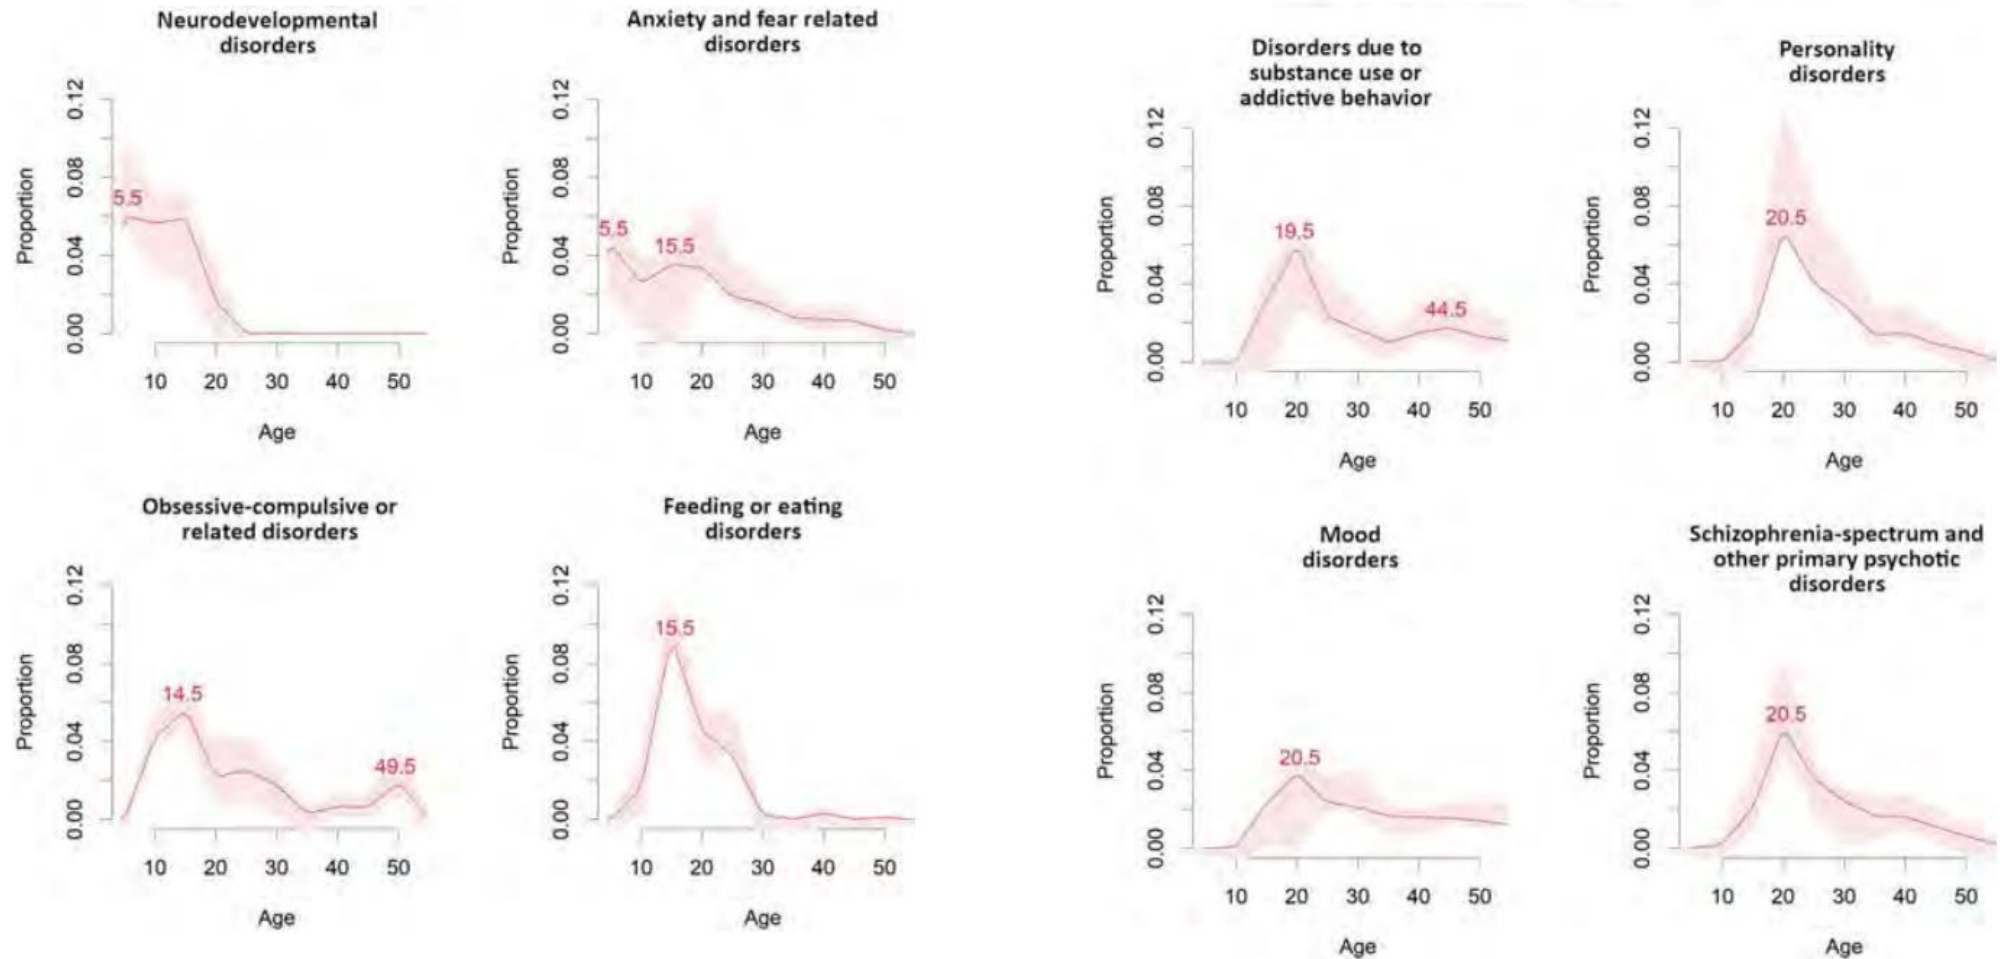 Neurodevelopmental
disorders
0.12
0.08
0.04
0.00
Proportion
5.5
10 20 30 40 50
Age
Anxiety and fear related
disorders
0.12
0.08
0.04
0.00
Proportion
5.5
15.5
10 20 30 40 50
Age
Disorders due to
substance use or
addictive behavior
0.12
0.08
0.04
0.00
Proportion
19.5
44.5
10 20 30 40 50
Age
Personality
disorders
0.12
0.08
0.04
0.00
Proportion
20.5
10 20 30 40 50
Age
Obsessive-compulsive or
related disorders
0.12
0.08
0.04
0.00
Proportion
14.5
49.5
10 20 30 40 50
Age
Feeding or eating
disorders
0.12
0.08
0.04
0.00
Proportion
15.5
10 20 30 40 50
Age
Mood
disorders
0.12
0.08
0.04
0.00
Proportion
20.5
10 20 30 40 50
Age
Schizophrenia-spectrum and
other primary psychotic
disorders
0.12
0.08
0.04
0.00
Proportion
20.5
10 20 30 40 50
Age